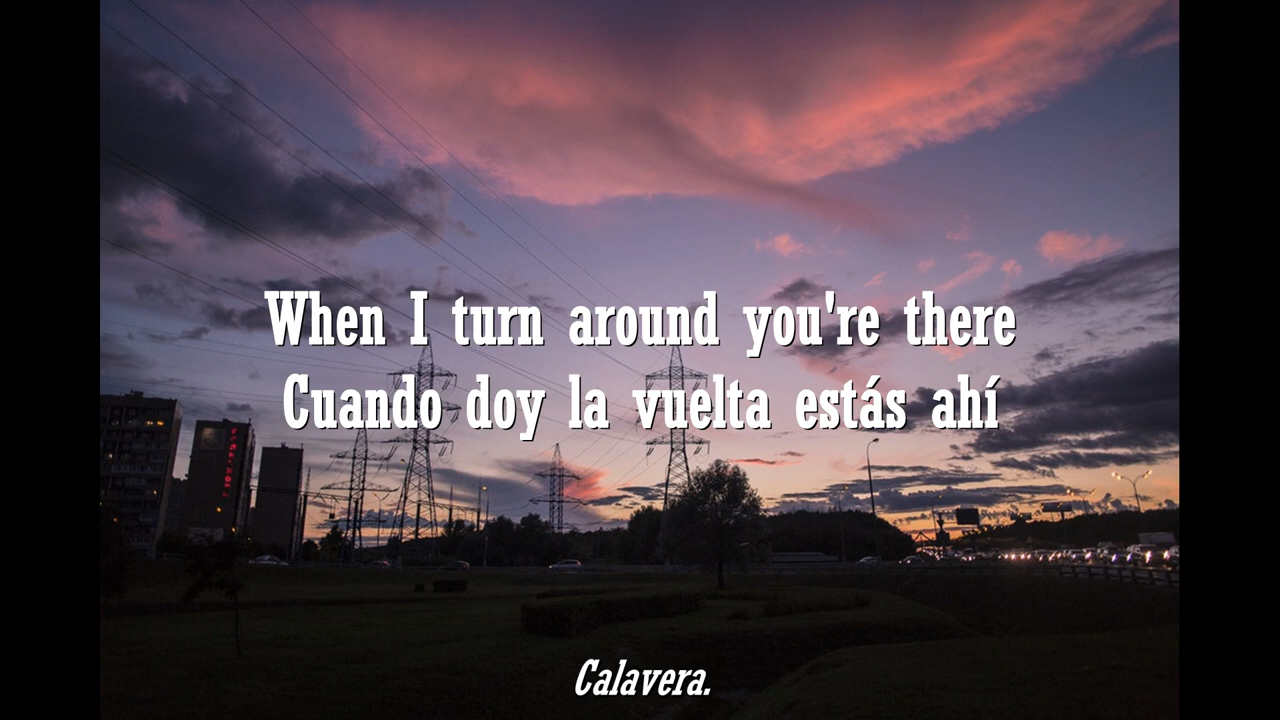 When I turn around you're there
Cuando doy la vuelta estás ahí
Calavera.